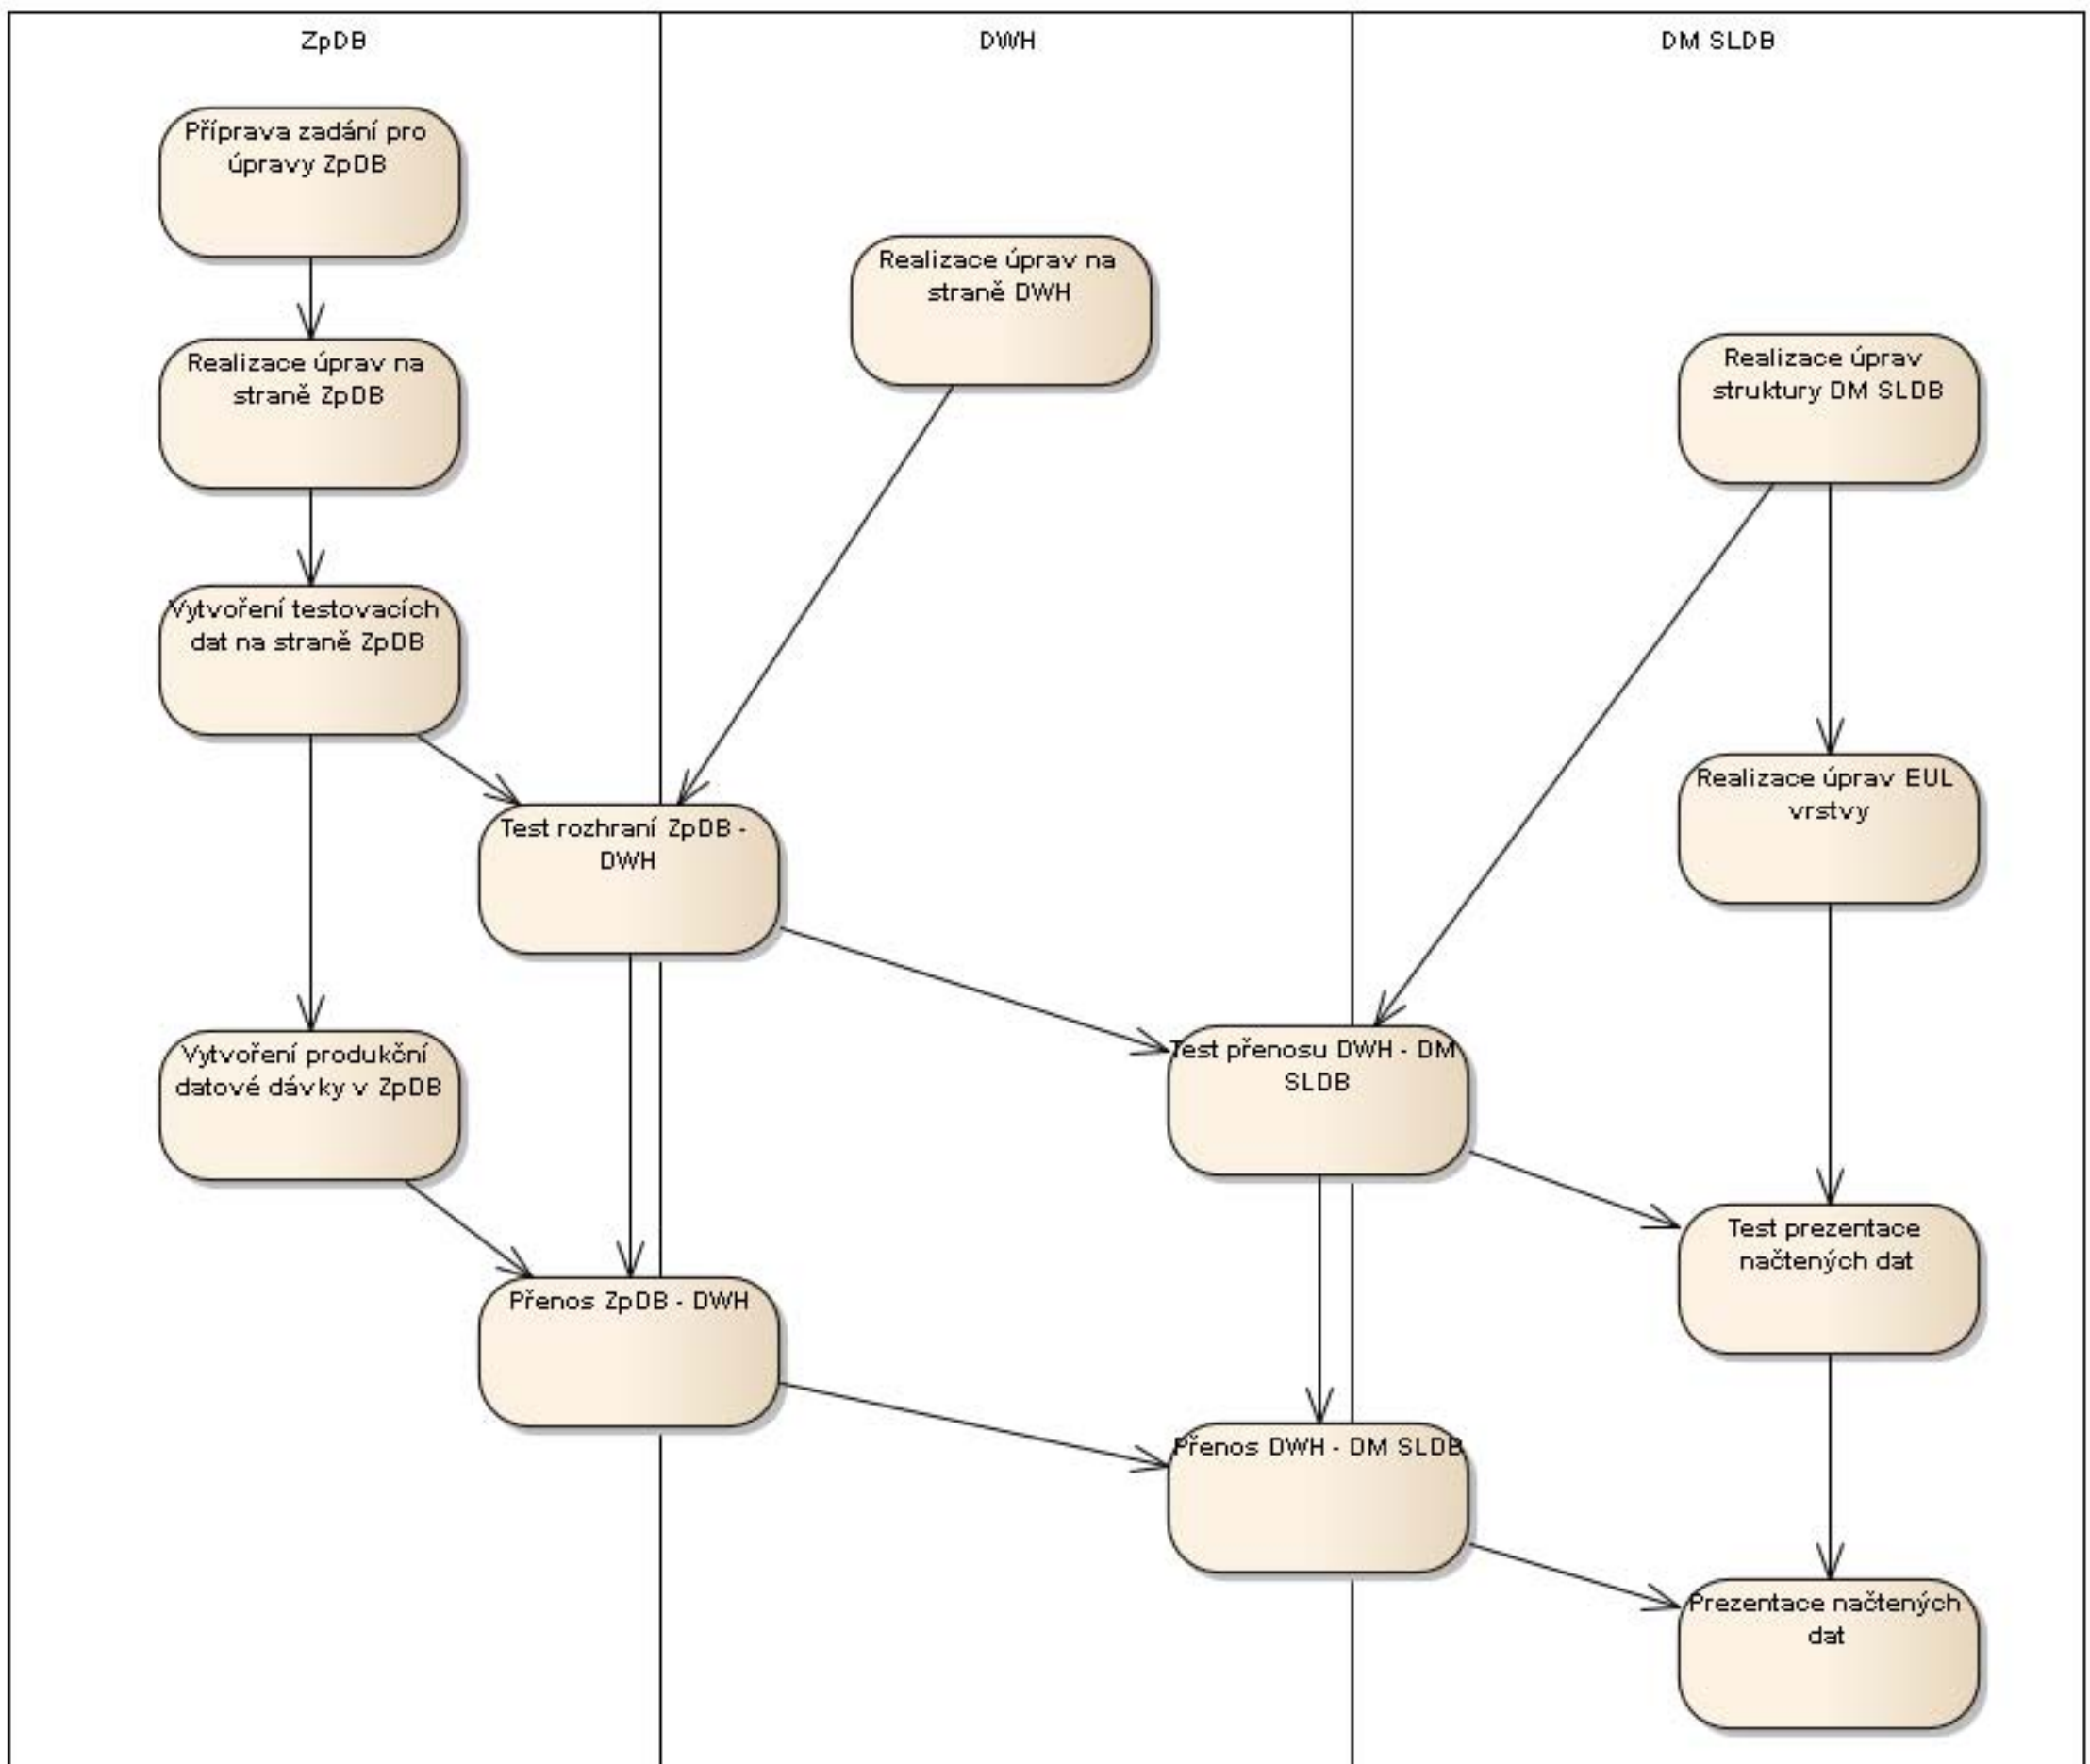 ZpDB
DWH
DM SLDB
Příprava zadání pro
úpravy ZpDB
Realizace úprav na
straně DWH
Realizace úprav
struktury DM SLDB
Realizace úprav na
straně ZpDB
Vytvoření testovacích
dat na straně ZpDB
Realizace úprav EUL
vrstvy
Test rozhraní ZpDB -
DWH
Test přenosu DWH - DM
SLDB
Vytvoření produkční
datové dávky v ZpDB
Test prezentace
načtených dat
Přenos ZpDB - DWH
Přenos DWH - DM SLDB
Prezentace načtených
dat